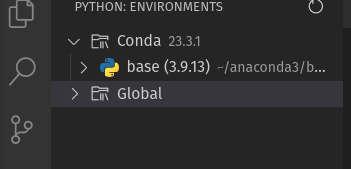 PYTHON: ENVIRONMENTS
Conda 23.3.1
base (3.9.13) ~/anaconda3/b...
Global